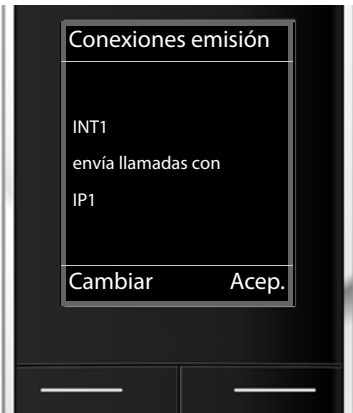 Conexiones emisión
INT1
envía llamadas con
IP1
Cambiar Acep.